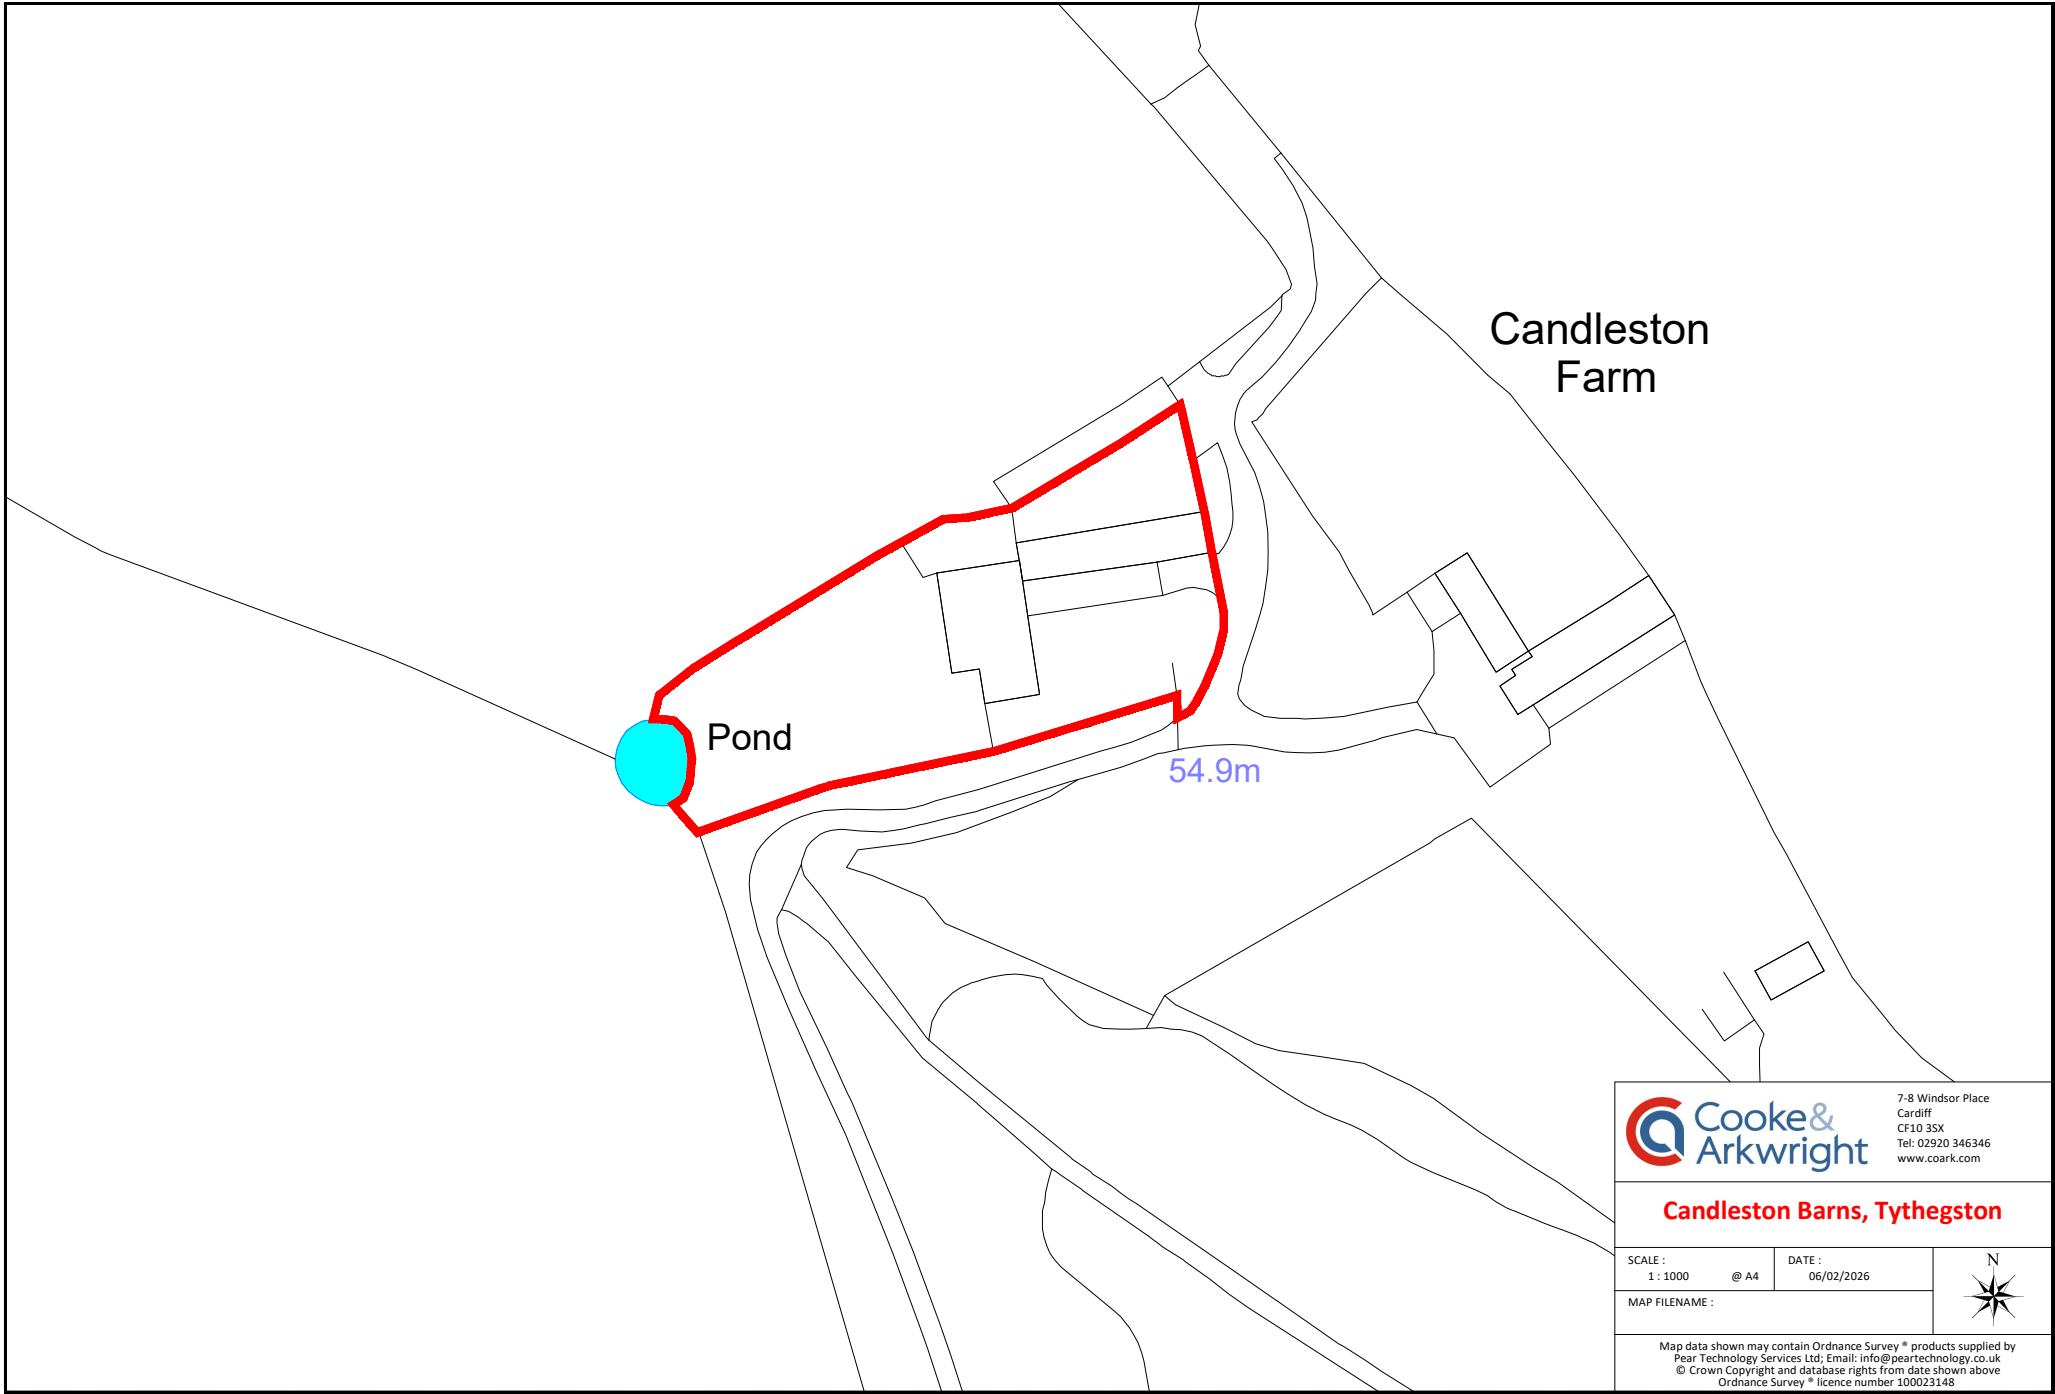 Candleston
Farm
Pond
54.9m
Cooke&
Arkwright
7-8 Windsor Place
Cardiff
CF10 3SX
Tel: 02920 346346
www.coark.com
Candleston Barns, Tythegston
SCALE :
1 : 1000 @ A4
DATE :
06/02/2026
MAP FILENAME :
N
Map data shown may contain Ordnance Survey ® products supplied by
Pear Technology Services Ltd; Email: info@peartechnology.co.uk
© Crown Copyright and database rights from date shown above
Ordnance Survey ® licence number 100023148